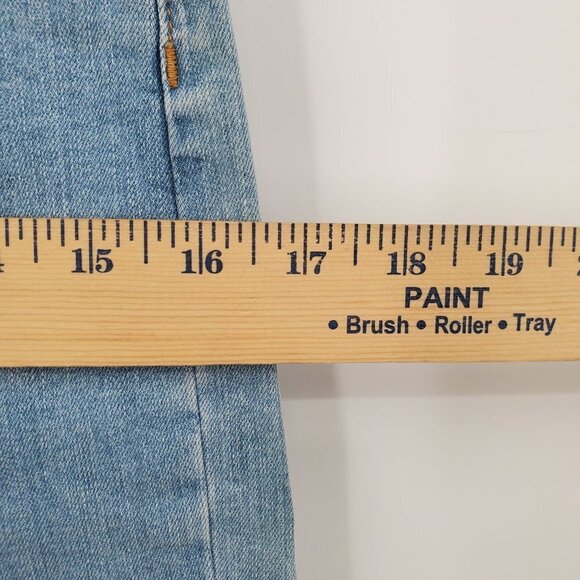 15 16 17 18 19
PAINT
• Brush • Roller • Tray